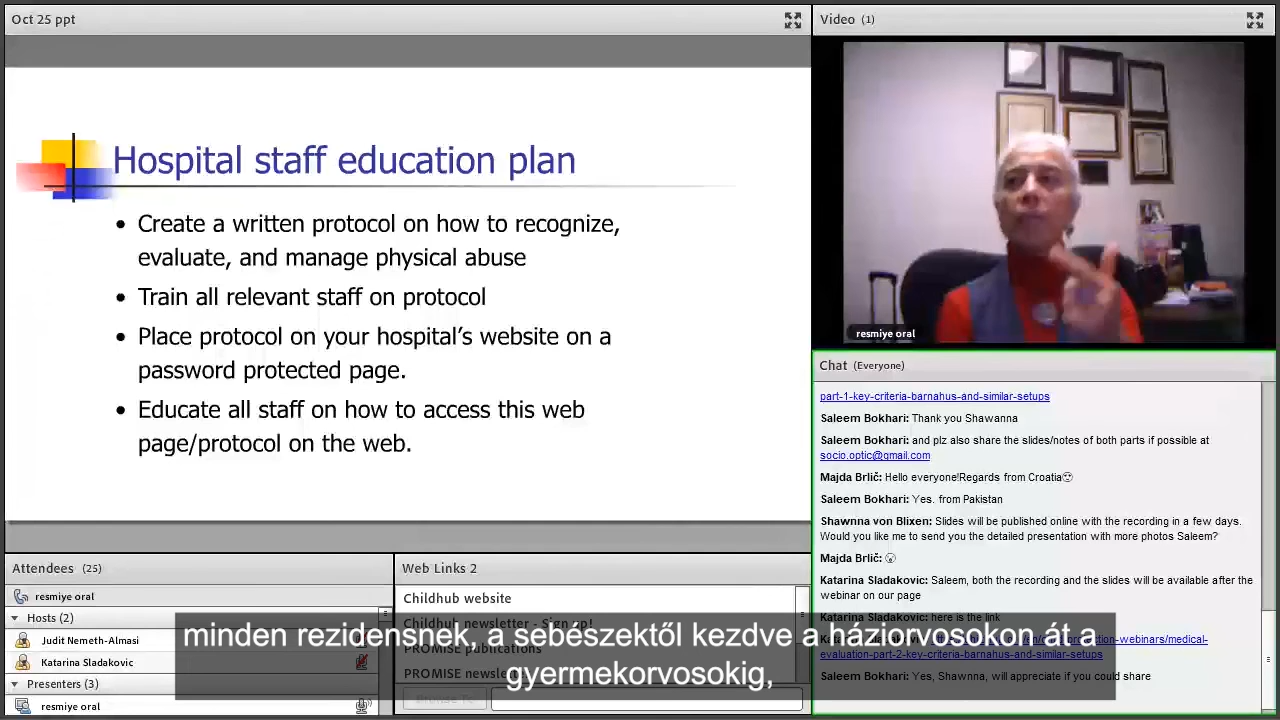 Oct 25 ppt
Hospital staff education plan
• Create a written protocol on how to recognize,
evaluate, and manage physical abuse
• Train all relevant staff on protocol
• Place protocol on your hospital's website on a
password protected page.
• Educate all staff on how to access this web
page/protocol on the web.
Video (1)
resmiye oral
Chat (Everyone)
part-1-key-criteria-barnahus-and-similar-setups
Saleem Bokhari: Thank you Shawanna
Saleem Bokhari: and plz also share the slides/notes of both parts if possible at
socio.optic@gmail.com
Majda Brlič: Hello everyone!Regards from Croatia
Saleem Bokhari: Yes. from Pakistan
Shawnna von Blixen: Slides will be published online with the recording in a few days.
Would you like me to send you the detailed presentation with more photos Saleem?
Majda Brlič:
Katarina Sladakovic: Saleem, both the recording and the slides will be available after the
webinar on our page
Katarina Sladakovic: here is the link
evaluation-part-2-key-criteria-barnahus-and-similar-setups
Saleem Bokhari: Yes, Shawnna, will appreciate if you could share
Attendees (25)
resmiye oral
Hosts (2)
Judit Nemeth-Almasi
Katarina Sladakovic
Presenters (3)
resmiye oral
Web Links 2
Childhub website
Childhub newsletter - Sign up!
PROMISE publications
PROMISE newsletter
Browse To
minden rezidensnek, a sebészektől kezdve a háziorvosokon át a
gyermekorvosokig,